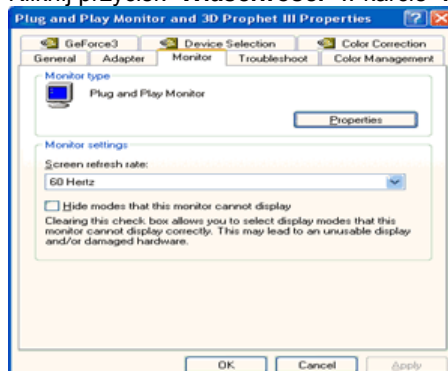 Plug and Play Monitor and 3D Prophet III Properties
GeForce3 Device Selection Color Correction
General Adapter Monitor Troubleshoot Color Management
Monitor type
Plug and Play Monitor
Properties
Monitor settings
Screen refresh rate:
60 Hertz
Hide modes that this monitor cannot display
Clearing this check box allows you to select display modes that this
monitor cannot display correctly. This may lead to an unusable display
and/or damaged hardware.
OK Cancel Apply